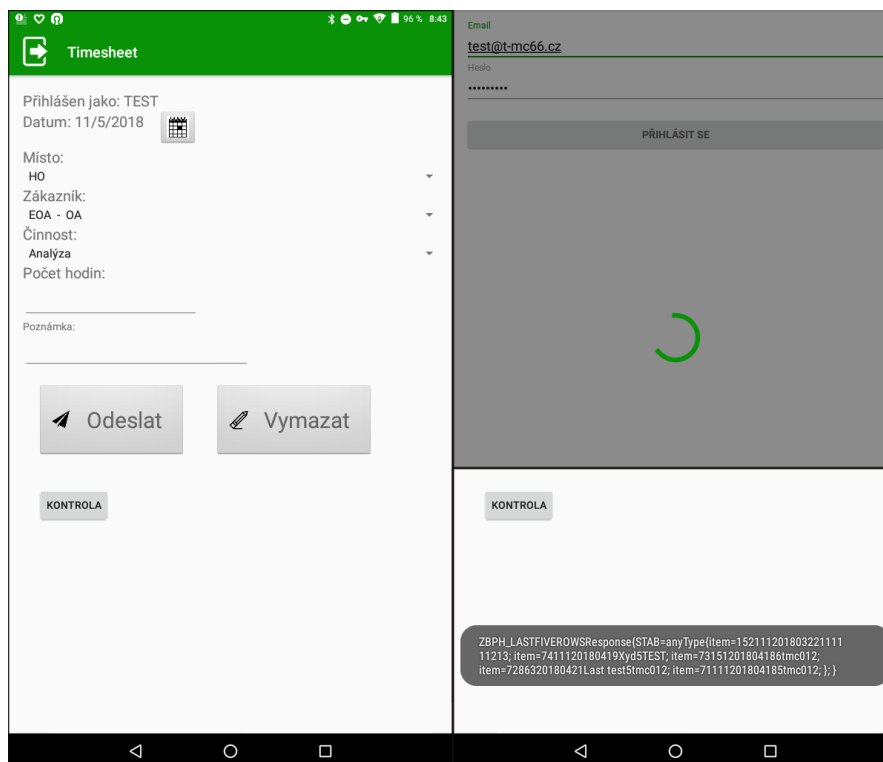 96 % 8:43
Timesheet
Přihlášen jako: TEST
Datum: 11/5/2018
Místo:
HO
Zákazník:
EOA - OA
Činnost:
Analýza
Počet hodin:
Poznámka:
Odeslat
Vymazat
KONTROLA
Email
test@t-mc66.cz
Heslo
•••••••••
PŘIHLÁSIT SE
KONTROLA
ZBPH_LASTFIVEROWSResponse{STAB=anyType{item=152111201803221111
11213; item=7411120180419Xyd5TEST; item=73151201804186tmc012;
item=7286320180421Last test5tmc012; item=71111201804185tmc012; }; }